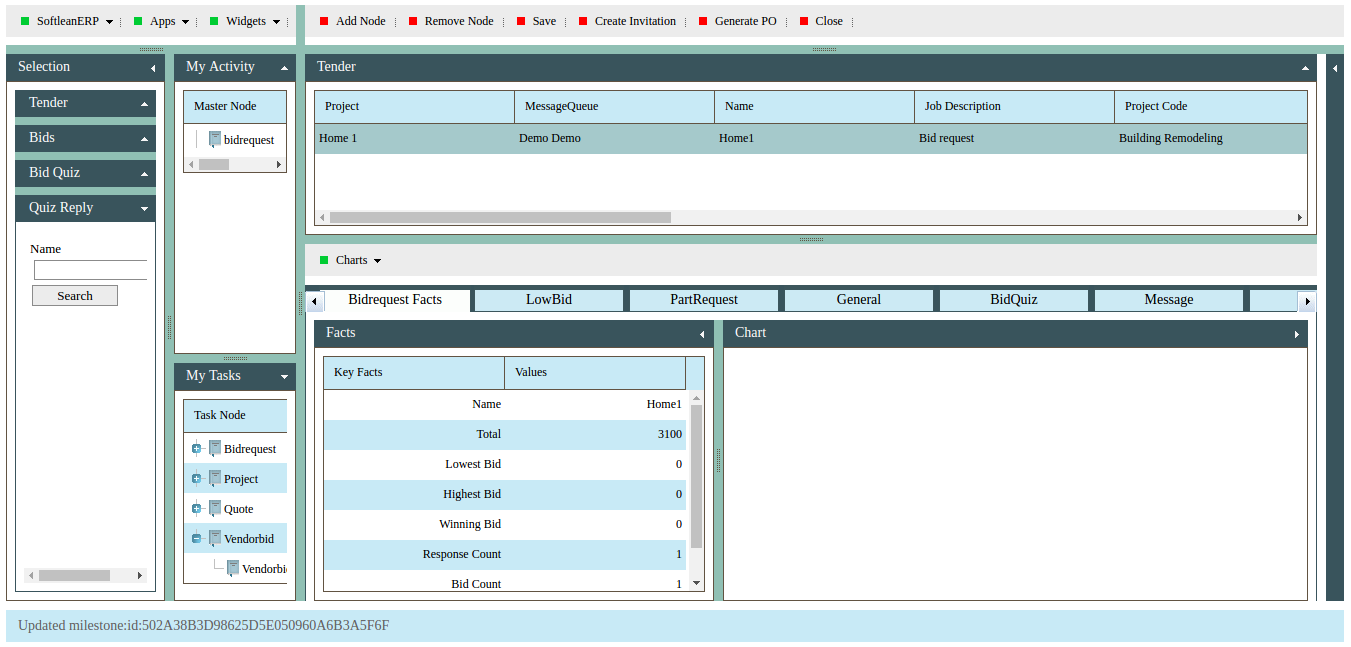 SoftleanERP Apps Widgets Add Node Remove Node Save Create Invitation Generate PO Close
Selection
Tender
Bids
Bid Quiz
Quiz Reply
Name
Search
My Activity
Master Node
bidrequest
My Tasks
Task Node
Bidrequest
Project
Quote
Vendorbid
Tender
Project MessageQueue Name Job Description Project Code
Home 1 Demo Demo Home1 Bid request Building Remodeling
Charts
Bidrequest Facts LowBid PartRequest General BidQuiz Message
Facts
Key Facts Values
Name Home1
Total 3100
Lowest Bid 0
Highest Bid 0
Winning Bid 0
Response Count 1
Bid Count 1
Chart
Updated milestone:id:502A38B3D98625D5E050960A6B3A5F6F